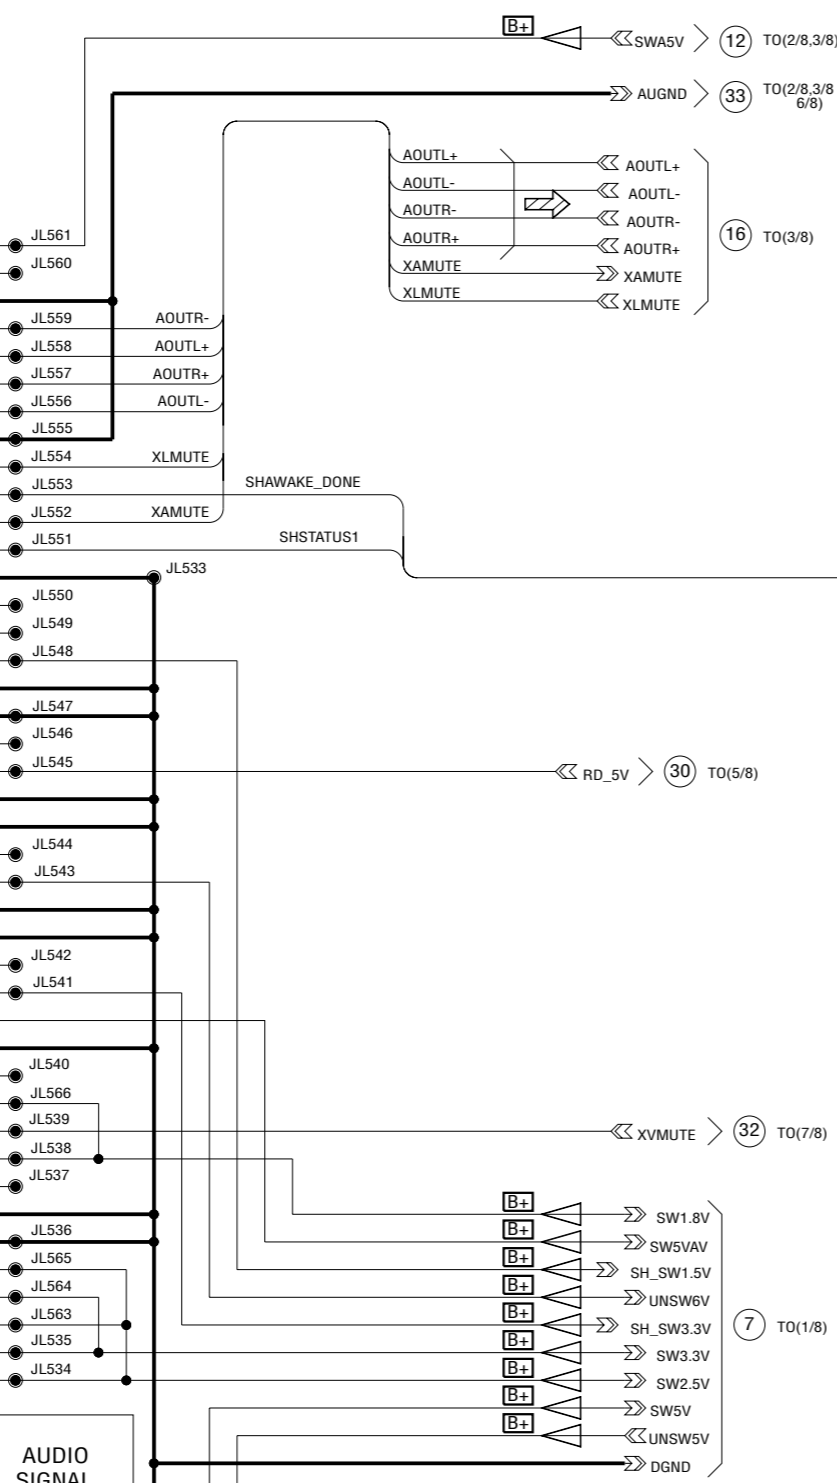 B+
SWA5V 12 TO(2/8,3/8)
AUGND 33 TO(2/8,3/8
6/8)
AOUTL+ AOUTL+
AOUTL- AOUTL-
AOUTR- AOUTR-
AOUTR+ AOUTR+
16 TO(3/8)
XAMUTE XAMUTE
XLMUTE XLMUTE
JL561
JL560
JL559 AOUTR-
JL558 AOUTL+
JL557 AOUTR+
JL556 AOUTL-
JL555
JL554 XLMUTE
JL553 SHAWAKE_DONE
JL552 XAMUTE
JL551 SHSTATUS1
JL533
JL550
JL549
JL548
JL547
JL546
JL545 RD_5V 30 TO(5/8)
JL544
JL543
JL542
JL541
JL540
JL566
JL539 XVMUTE 32 TO(7/8)
JL538
JL537
B+ SW1.8V
JL536 B+ SW5VAV
JL565 B+ SH_SW1.5V
JL564 B+ UNSW6V
JL563 B+ SH_SW3.3V 7 TO(1/8)
JL535 B+ SW3.3V
JL534 B+ SW2.5V
B+ SW5V
B+ UNSW5V
DGND
AUDIO
SIGNAL